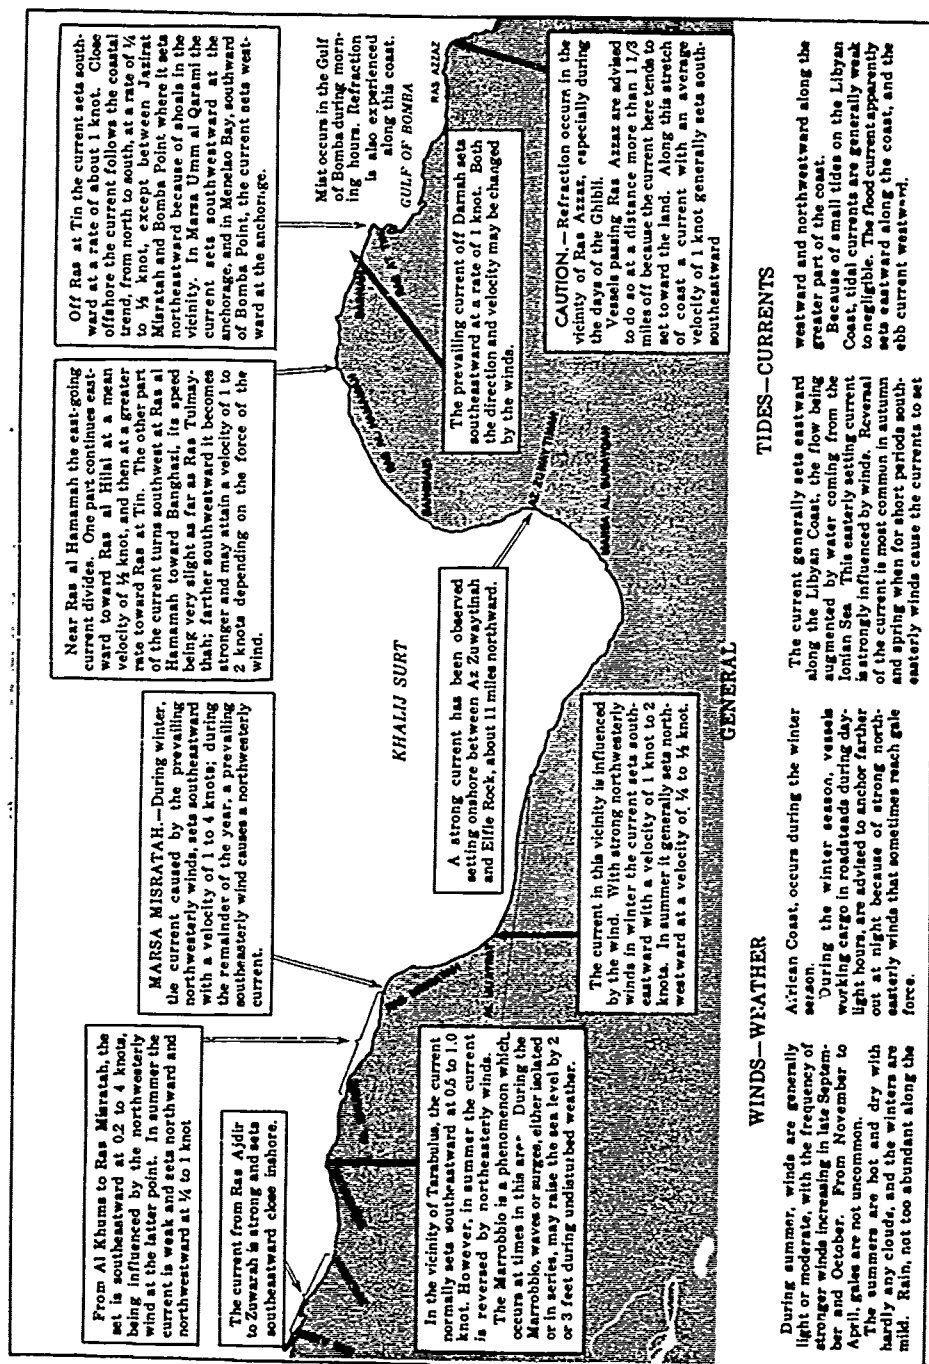 From Al Khums to Ras Misratah, the
set is southeastward at 0.2 to 4 knots,
being influenced by the northwesterly
wind at the latter point. In summer the
current is weak and sets northward and
northwestward at ¼ to 1 knot
The current from Ras Ajdir
to Zuwarah is strong and sets
southeastward close inshore.
MARSA MISRATAH.—During winter,
the current caused by the prevailing
northwesterly winds, sets southeastward
with a velocity of 1 to 4 knots; during
the remainder of the year, a prevailing
southeasterly wind causes a northwesterly
current.
Near Ras al Hamamah the east-going
current divides. One part continues east-
ward toward Ras al Hilal at a mean
velocity of ½ knot, and then at a greater
rate toward Ras at Tin. The other part
of the current turns southwest at Ras al
Hamamah toward Banghazi, its speed
being very slight as far as Ras Tulmay-
thah; farther southwestward it becomes
stronger and may attain a velocity of 1 to
2 knots depending on the force of the
wind.
Off Ras at Tin the current sets south-
ward at a rate of about 1 knot. Close
offshore the current follows the coastal
trend, from north to south, at a rate of ¼
to ½ knot, except between Jazirat
Maratah and Bomba Point where it sets
northeastward because of shoals in the
vicinity. In Marsa Umm al Qarami the
current sets southwestward at the
anchorage, and in Menelao Bay, southward
of Bomba Point, the current sets west-
ward at the anchorage.
Mist occurs in the Gulf
of Bomba during morn-
ing hours. Refraction
is also experienced
along this coast.
GULF OF BOMBA
RAS AZZAZ
KHALIJ SURT
DARNAH
RAS AT TIN
BANGHAZI
AZ ZUWAYTINAH
MARSA AL BURAYQAH
In the vicinity of Tarabulus, the current
normally sets southeastward at 0.5 to 1.0
knot. However, in summer the current
is reversed by northeasterly winds.
The Marrobbio is a phenomenon which
occurs at times in this area. During the
Marrobbio, waves or surges, either isolated
or in series, may raise the sea level by 2
or 3 feet during undisturbed weather.
The current in this vicinity is influenced
by the wind. With strong northwesterly
winds in winter the current sets south-
eastward with a velocity of 1 knot to 2
knots. In summer it generally sets north-
westward at a velocity of ¼ to ½ knot.
A strong current has been observed
setting onshore between Az Zuwaytinah
and Elfie Rock, about 11 miles northward.
The prevailing current off Darnah sets
southeastward at a rate of 1 knot. Both
the direction and velocity may be changed
by the winds.
CAUTION.—Refraction occurs in the
vicinity of Ras Azzaz, especially during
the days of the Ghibli.
Vessels passing Ras Azzaz are advised
to do so at a distance more than 1 1/3
miles off because the current here tends to
set toward the land. Along this stretch
of coast a current with an average
velocity of 1 knot generally sets south-
southeastward
GENERAL
WINDS—WEATHER
During summer, winds are generally
light or moderate, with the frequency of
stronger winds increasing in late Septem-
ber and October. From November to
April, gales are not uncommon.
The summers are hot and dry with
hardly any clouds, and the winters are
mild. Rain, not too abundant along the
African Coast, occurs during the winter
season.
During the winter season, vessels
working cargo in roadsteads during day-
light hours, are advised to anchor farther
out at night because of strong north-
easterly winds that sometimes reach gale
force.
TIDES—CURRENTS
The current generally sets eastward
along the Libyan Coast, the flow being
augmented by water coming from the
Ionian Sea. This easterly setting current
is strongly influenced by winds. Reversal
of the current is most common in autumn
and spring when for short periods south-
easterly winds cause the currents to set
westward and northwestward along the
greater part of the coast.
Because of small tides on the Libyan
Coast, tidal currents are generally weak
to negligible. The flood current apparently
sets eastward along the coast, and the
ebb current westward.